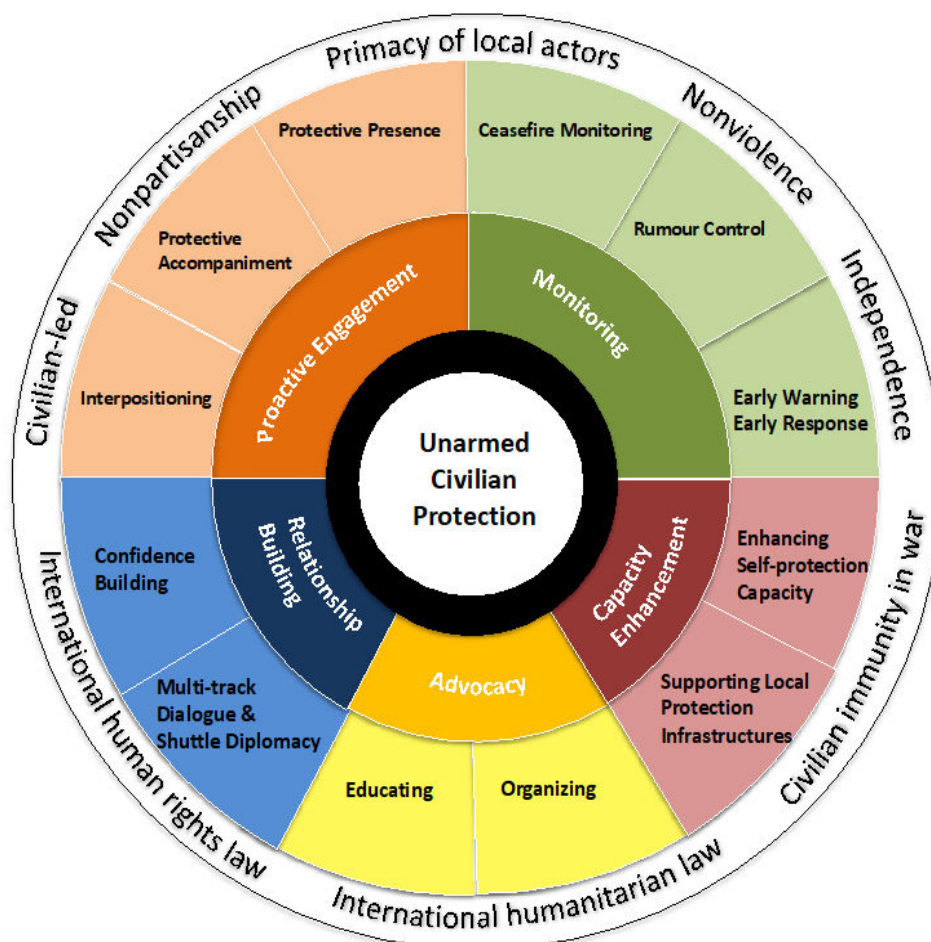 Primacy of local actors
Nonpartisanship
Nonviolence
Civilian-led
Independence
Protective Presence
Ceasefire Monitoring
Protective
Accompaniment
Rumour Control
Interpositioning
Early Warning
Early Response
Proactive Engagement
Monitoring
Unarmed
Civilian
Protection
Relationship
Building
Capacity
Enhancement
Advocacy
Confidence
Building
Enhancing
Self-protection
Capacity
Multi-track
Dialogue &
Shuttle Diplomacy
Supporting Local
Protection
Infrastructures
Educating
Organizing
International human rights law
International humanitarian law
Civilian immunity in war